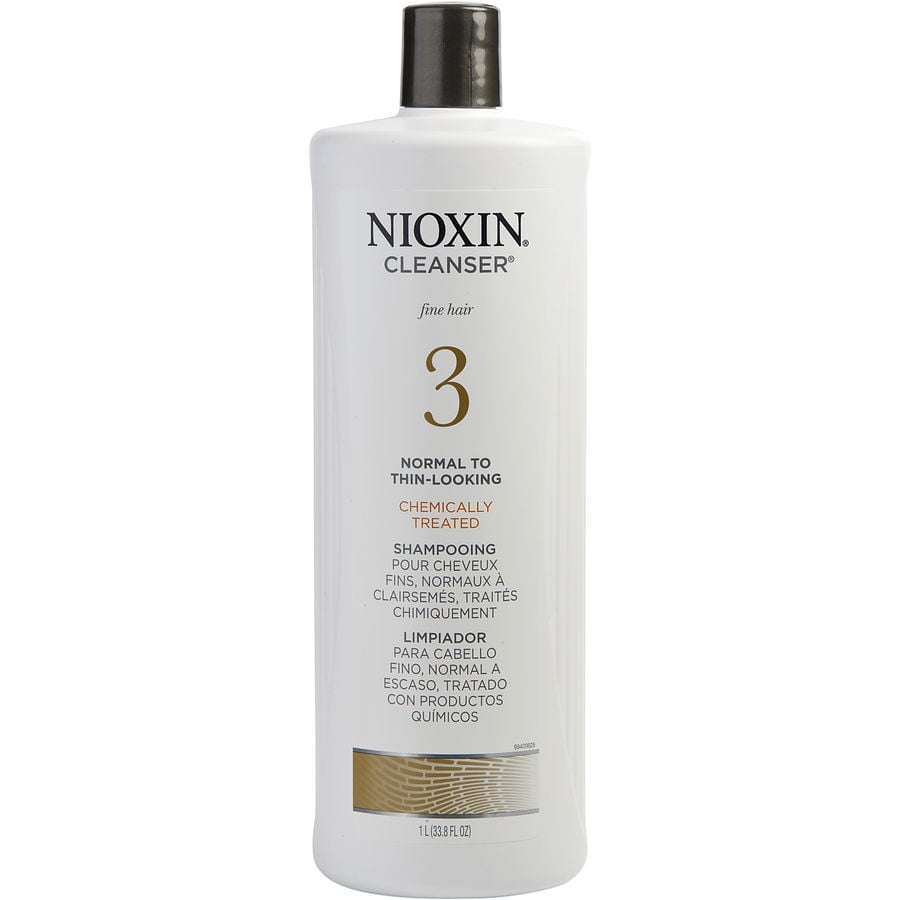 NIOXIN®
CLEANSER®
fine hair
3
NORMAL TO
THIN-LOOKING
CHEMICALLY
TREATED
SHAMPOOING
POUR CHEVEUX
FINS, NORMAUX À
CLAIRSEMÉS, TRAITÉS
CHIMIQUEMENT
LIMPIADOR
PARA CABELLO
FINO, NORMAL A
ESCASO, TRATADO
CON PRODUCTOS
QUÍMICOS
99409829
1 L (33.8 FL OZ)